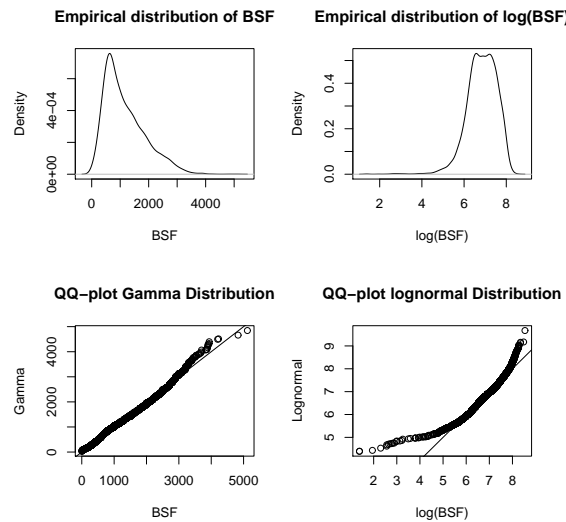 Empirical distribution of BSF
Density
0e+00
4e−04
0
2000
4000
BSF
Empirical distribution of log(BSF)
Density
0.0
0.2
0.4
2
4
6
8
log(BSF)
QQ−plot Gamma Distribution
Gamma
0
2000
4000
0
1000
3000
5000
BSF
QQ−plot lognormal Distribution
Lognormal
5
6
7
8
9
2
3
4
5
6
7
8
log(BSF)